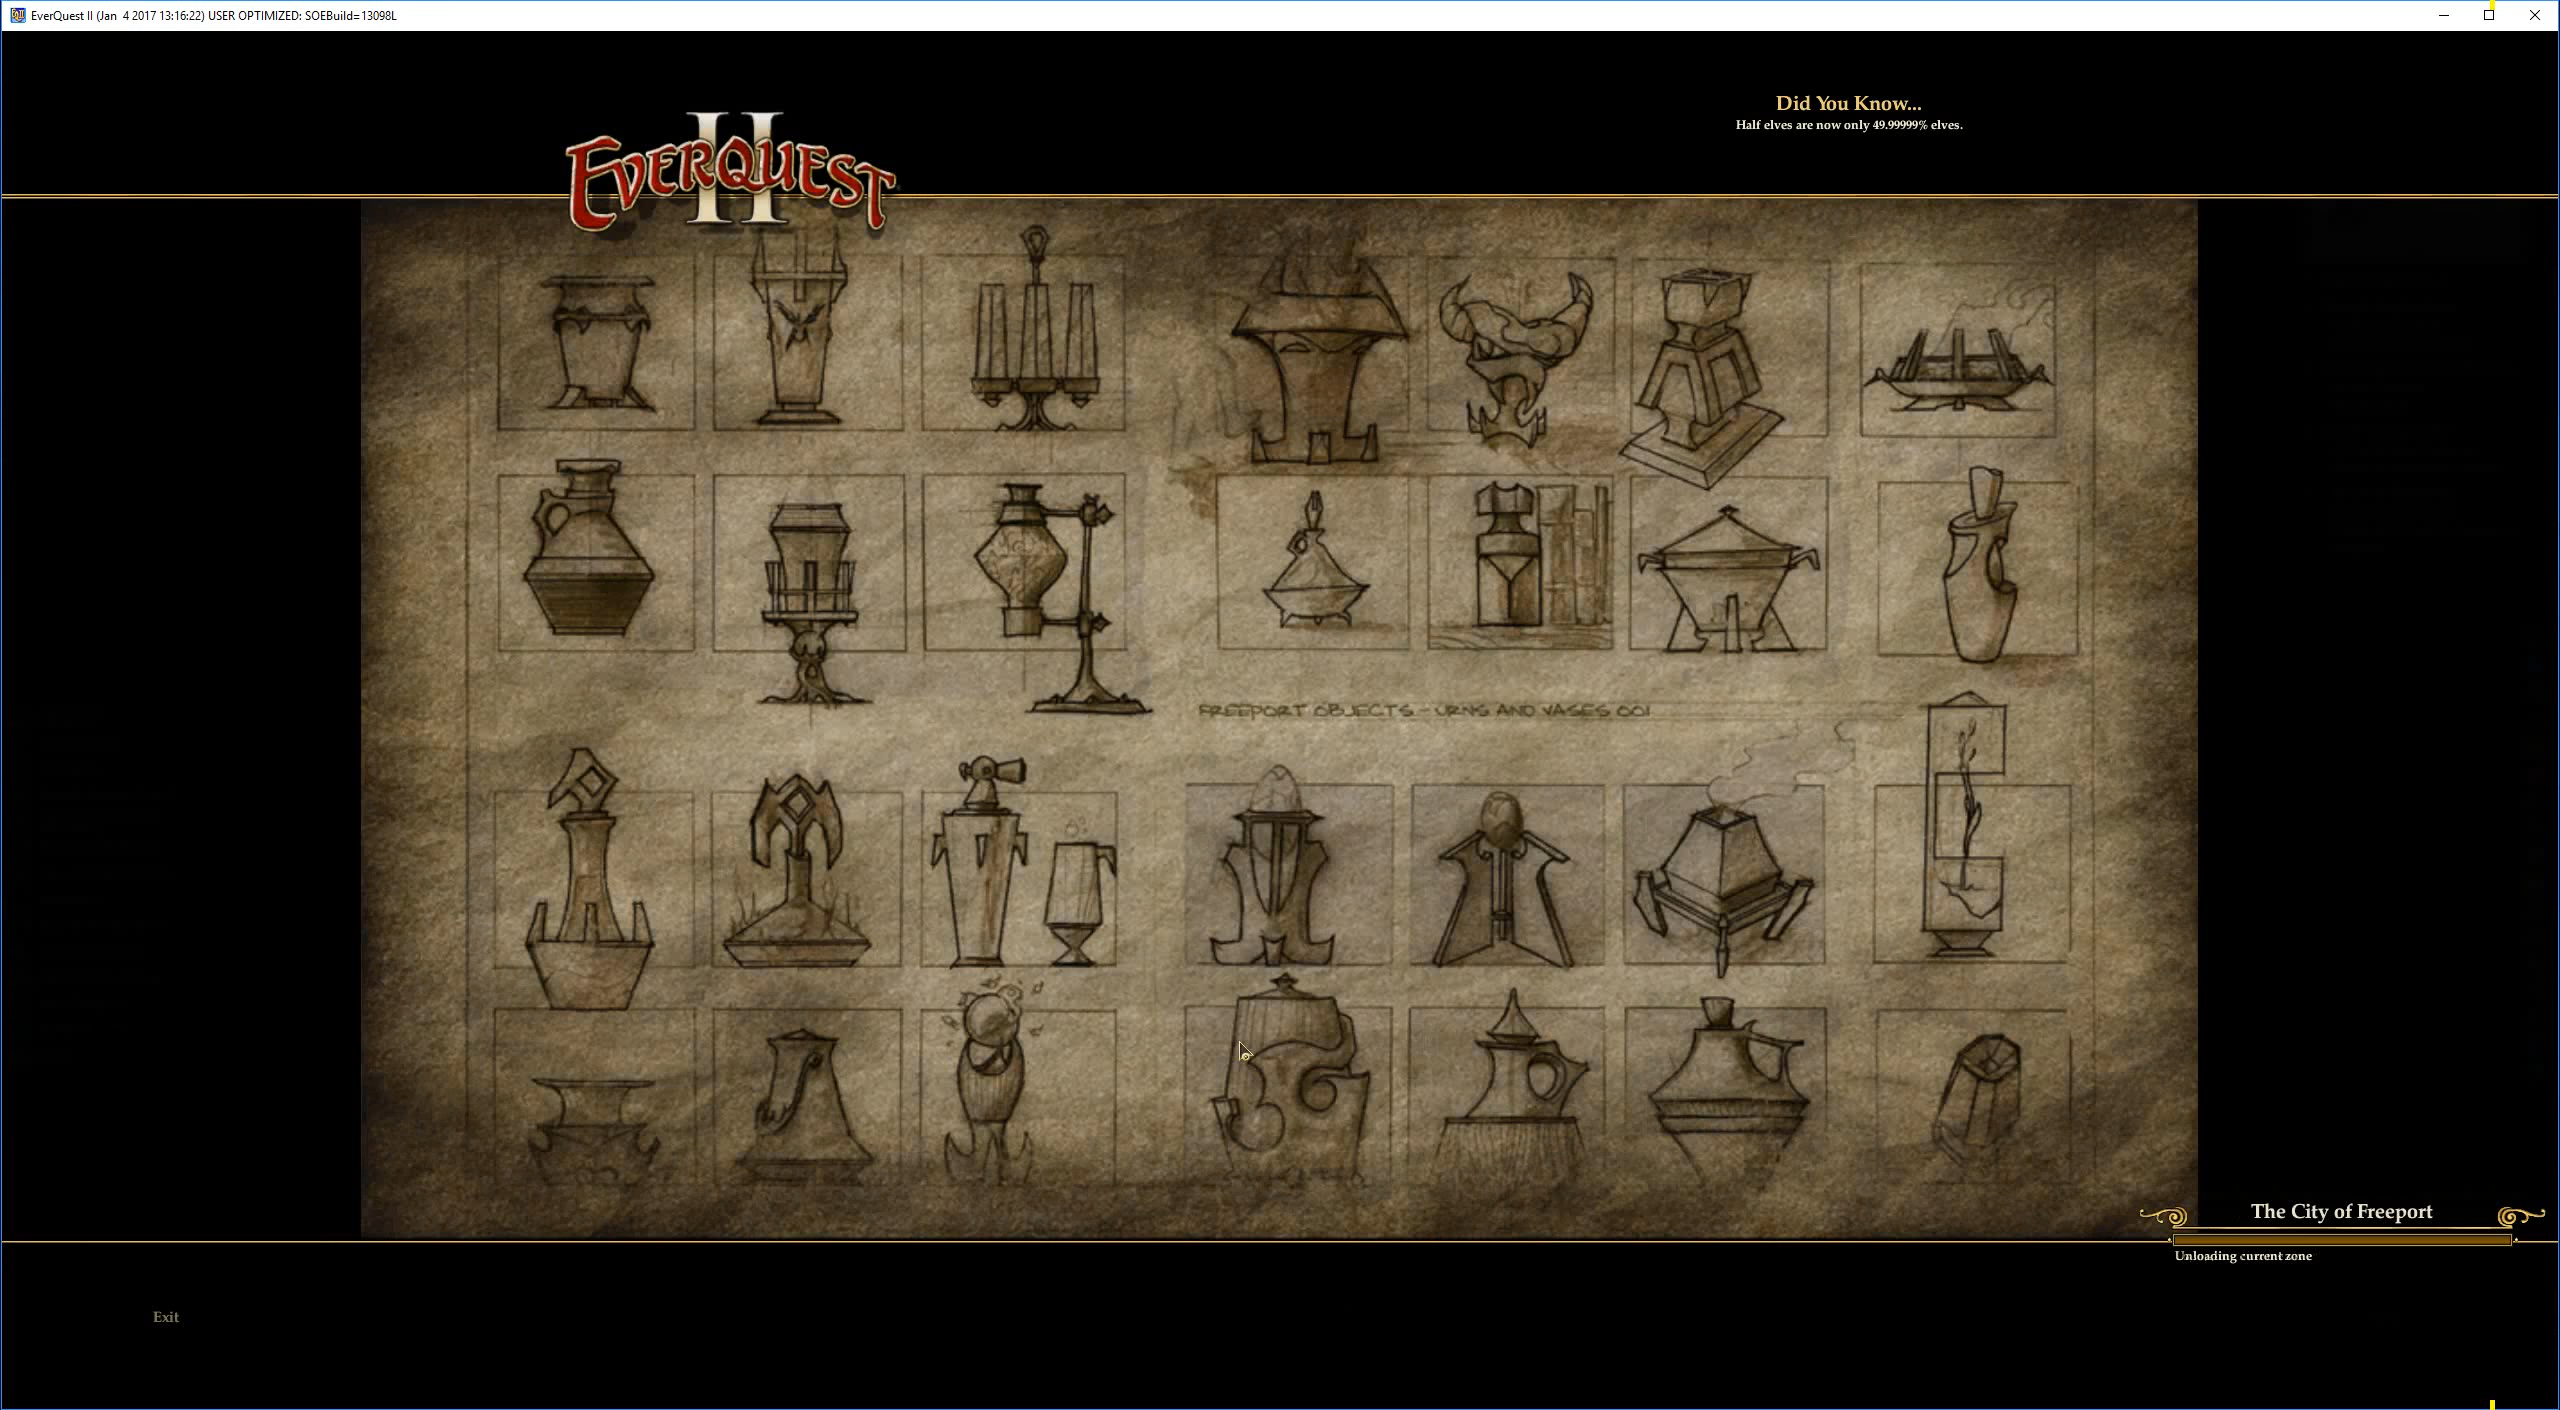 EverQuest II (Jan 4 2017 13:16:22) USER OPTIMIZED: SOEBuild=13098L
Did You Know...
Half elves are now only 49.99999% elves.
EVERQUEST II
FREEPORT OBJECTS - URNS AND VASES 001
The City of Freeport
Unloading current zone
Exit